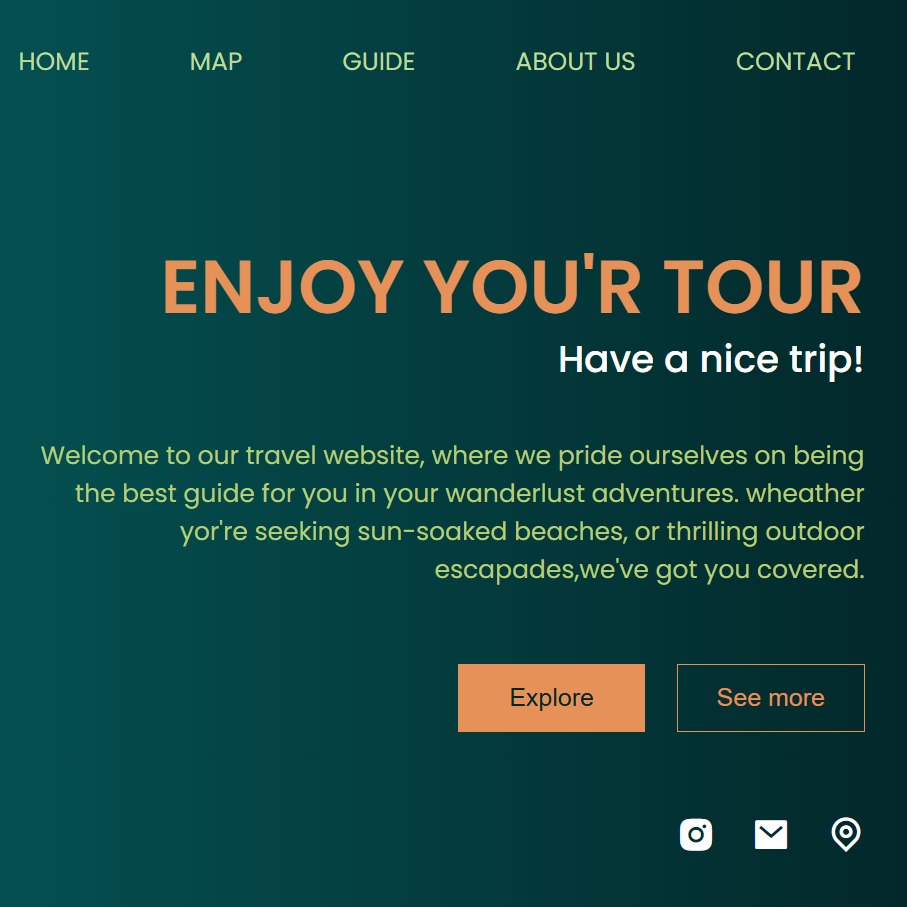 HOME MAP GUIDE ABOUT US CONTACT
ENJOY YOU'R TOUR
Have a nice trip!
Welcome to our travel website, where we pride ourselves on being
the best guide for you in your wanderlust adventures. wheather
yor're seeking sun-soaked beaches, or thrilling outdoor
escapades,we've got you covered.
Explore See more